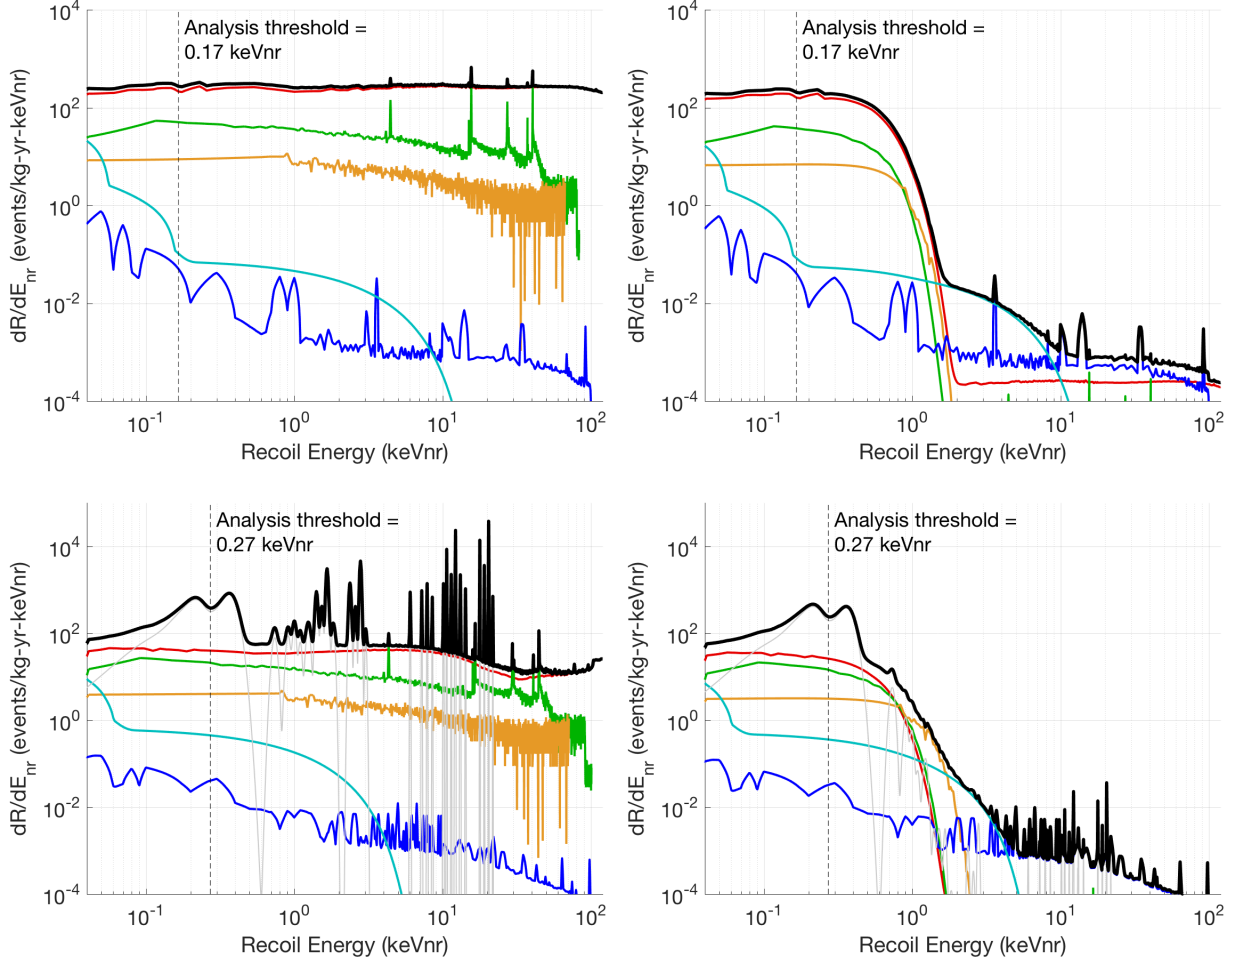 Analysis threshold =
0.17 keVnr
10^4
10^2
10^0
10^-2
10^-4
dR/dE_nr (events/kg-yr-keVnr)
10^-1
10^0
10^1
10^2
Recoil Energy (keVnr)
Analysis threshold =
0.17 keVnr
10^4
10^2
10^0
10^-2
10^-4
dR/dE_nr (events/kg-yr-keVnr)
10^-1
10^0
10^1
10^2
Recoil Energy (keVnr)
Analysis threshold =
0.27 keVnr
10^4
10^2
10^0
10^-2
10^-4
dR/dE_nr (events/kg-yr-keVnr)
10^-1
10^0
10^1
10^2
Recoil Energy (keVnr)
Analysis threshold =
0.27 keVnr
10^4
10^2
10^0
10^-2
10^-4
dR/dE_nr (events/kg-yr-keVnr)
10^-1
10^0
10^1
10^2
Recoil Energy (keVnr)